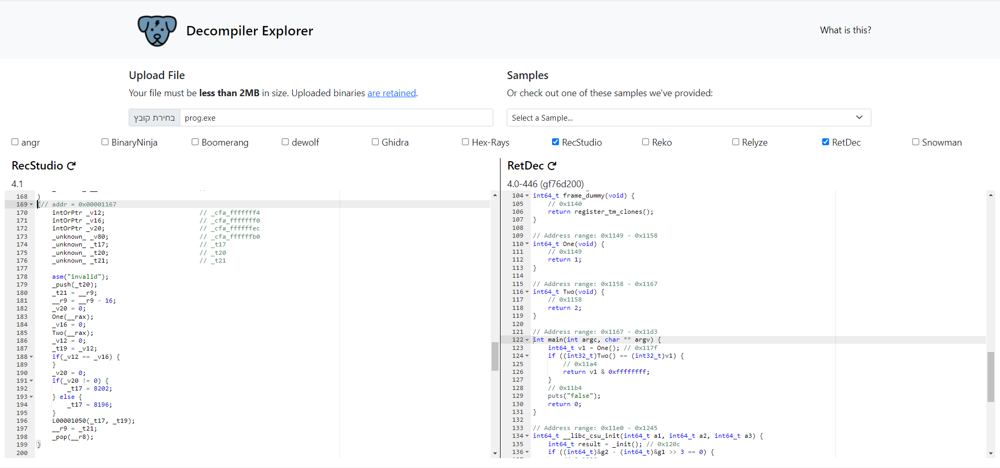 Decompiler Explorer
What is this?
Upload File
Your file must be less than 2MB in size. Uploaded binaries are retained.
בחירת קובץ prog.exe
Samples
Or check out one of these samples we've provided:
Select a Sample...
angr BinaryNinja Boomerang dewolf Ghidra Hex-Rays RecStudio Reko Relyze RetDec Snowman
RecStudio
4.1
168 )
169 {// addr = 0x00001167
170 intOrPtr _v12; // _cfa_fffffff4
171 intOrPtr _v16; // _cfa_fffffff0
172 intOrPtr _v20; // _cfa_ffffffec
173 _unknown_ _v80; // _cfa_ffffffb0
174 _unknown_ _t17; // _t17
175 _unknown_ _t20; // _t20
176 _unknown_ _t21; // _t21
177
178 asm("invalid");
179 _push(_t20);
180 _t21 = __r9;
181 __r9 = __r9 - 16;
182 _v20 = 0;
183 One(__rax);
184 _v16 = 0;
185 Two(__rax);
186 _v12 = 0;
187 _t19 = _v12;
188 if(_v12 == _v16) {
189 }
190 _v20 = 0;
191 if(_v20 != 0) {
192 _t17 = 8202;
193 } else {
194 _t17 = 8196;
195 }
196 L00001050(_t17, _t19);
197 __r9 = _t21;
198 _pop(__r8);
199 }
200
RetDec
4.0-446 (gf76d200)
104 int64_t frame_dummy(void) {
105 // 0x1140
106 return register_tm_clones();
107 }
108
109 // Address range: 0x1149 - 0x1158
110 int64_t One(void) {
111 // 0x1149
112 return 1;
113 }
114
115 // Address range: 0x1158 - 0x1167
116 int64_t Two(void) {
117 // 0x1158
118 return 2;
119 }
120
121 // Address range: 0x1167 - 0x11d3
122 int main(int argc, char ** argv) {
123 int64_t v1 = One(); // 0x117f
124 if ((int32_t)Two() == (int32_t)v1) {
125 // 0x11a4
126 return v1 & 0xffffffff;
127 }
128 // 0x11b4
129 puts("false");
130 return 0;
131 }
132
133 // Address range: 0x11e0 - 0x1245
134 int64_t __libc_csu_init(int64_t a1, int64_t a2, int64_t a3) {
135 int64_t result = _init(); // 0x120c
136 if ((int64_t)&g2 - (int64_t)&g1 >> 3 == 0) {